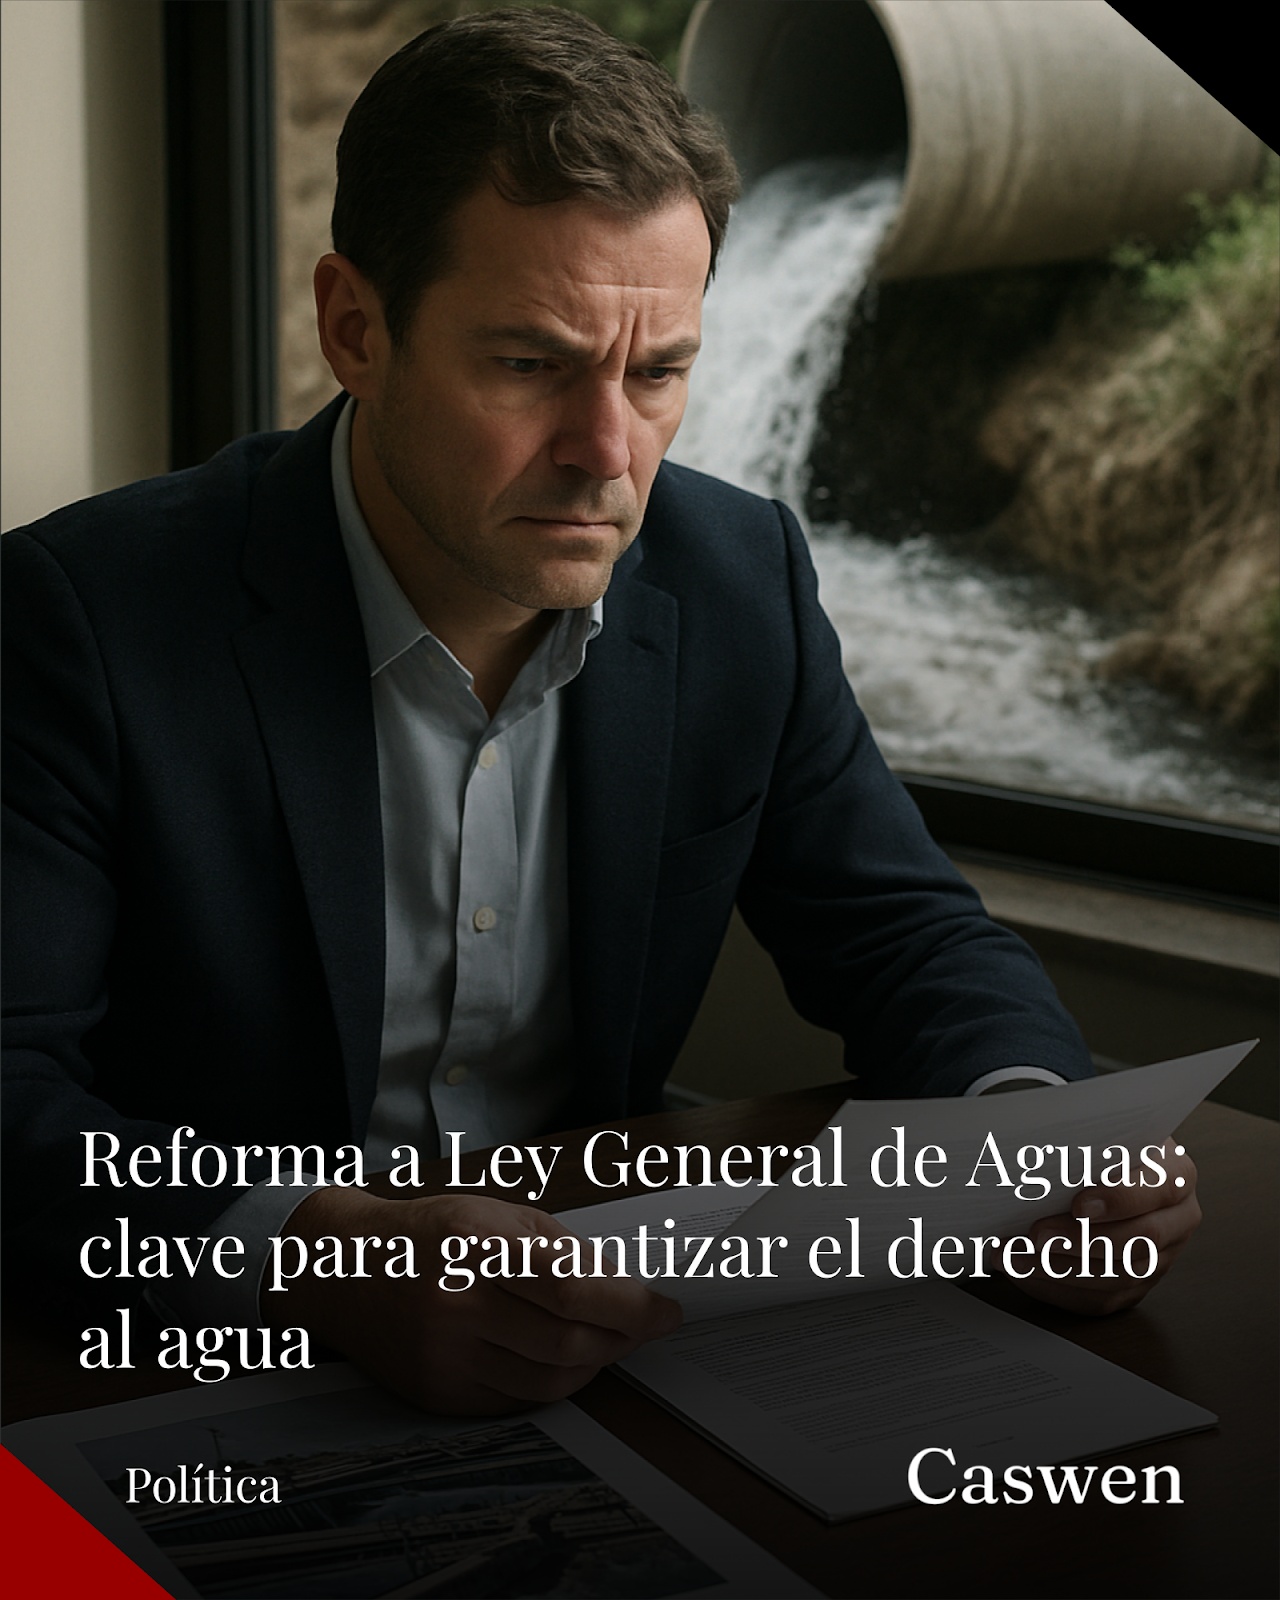 Reforma a Ley General de Aguas:
clave para garantizar el derecho
al agua
Política
Caswen